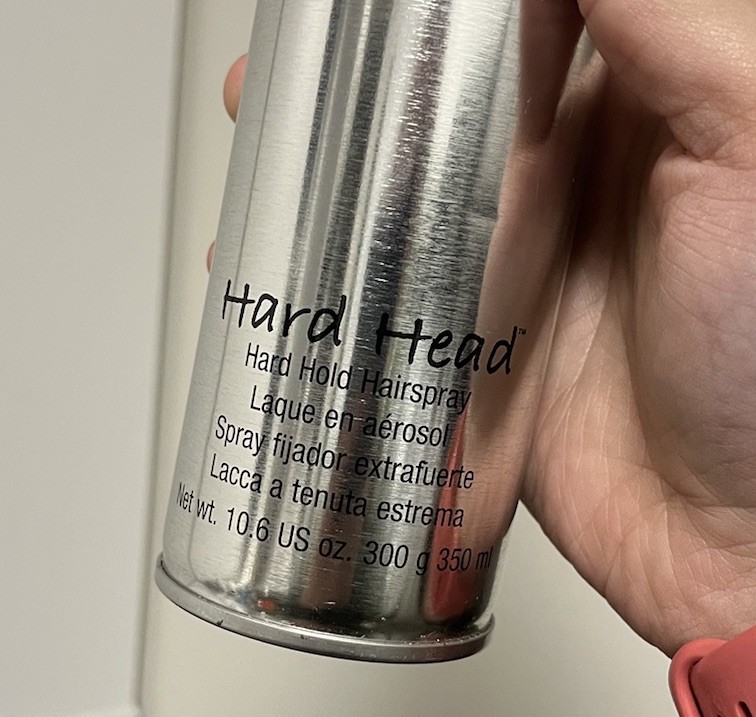 Hard Head™
Hard Hold Hairspray
Laque en aérosol
Spray fijador extrafuerte
Lacca a tenuta estrema
Net wt. 10.6 US oz. 300 g 350 ml